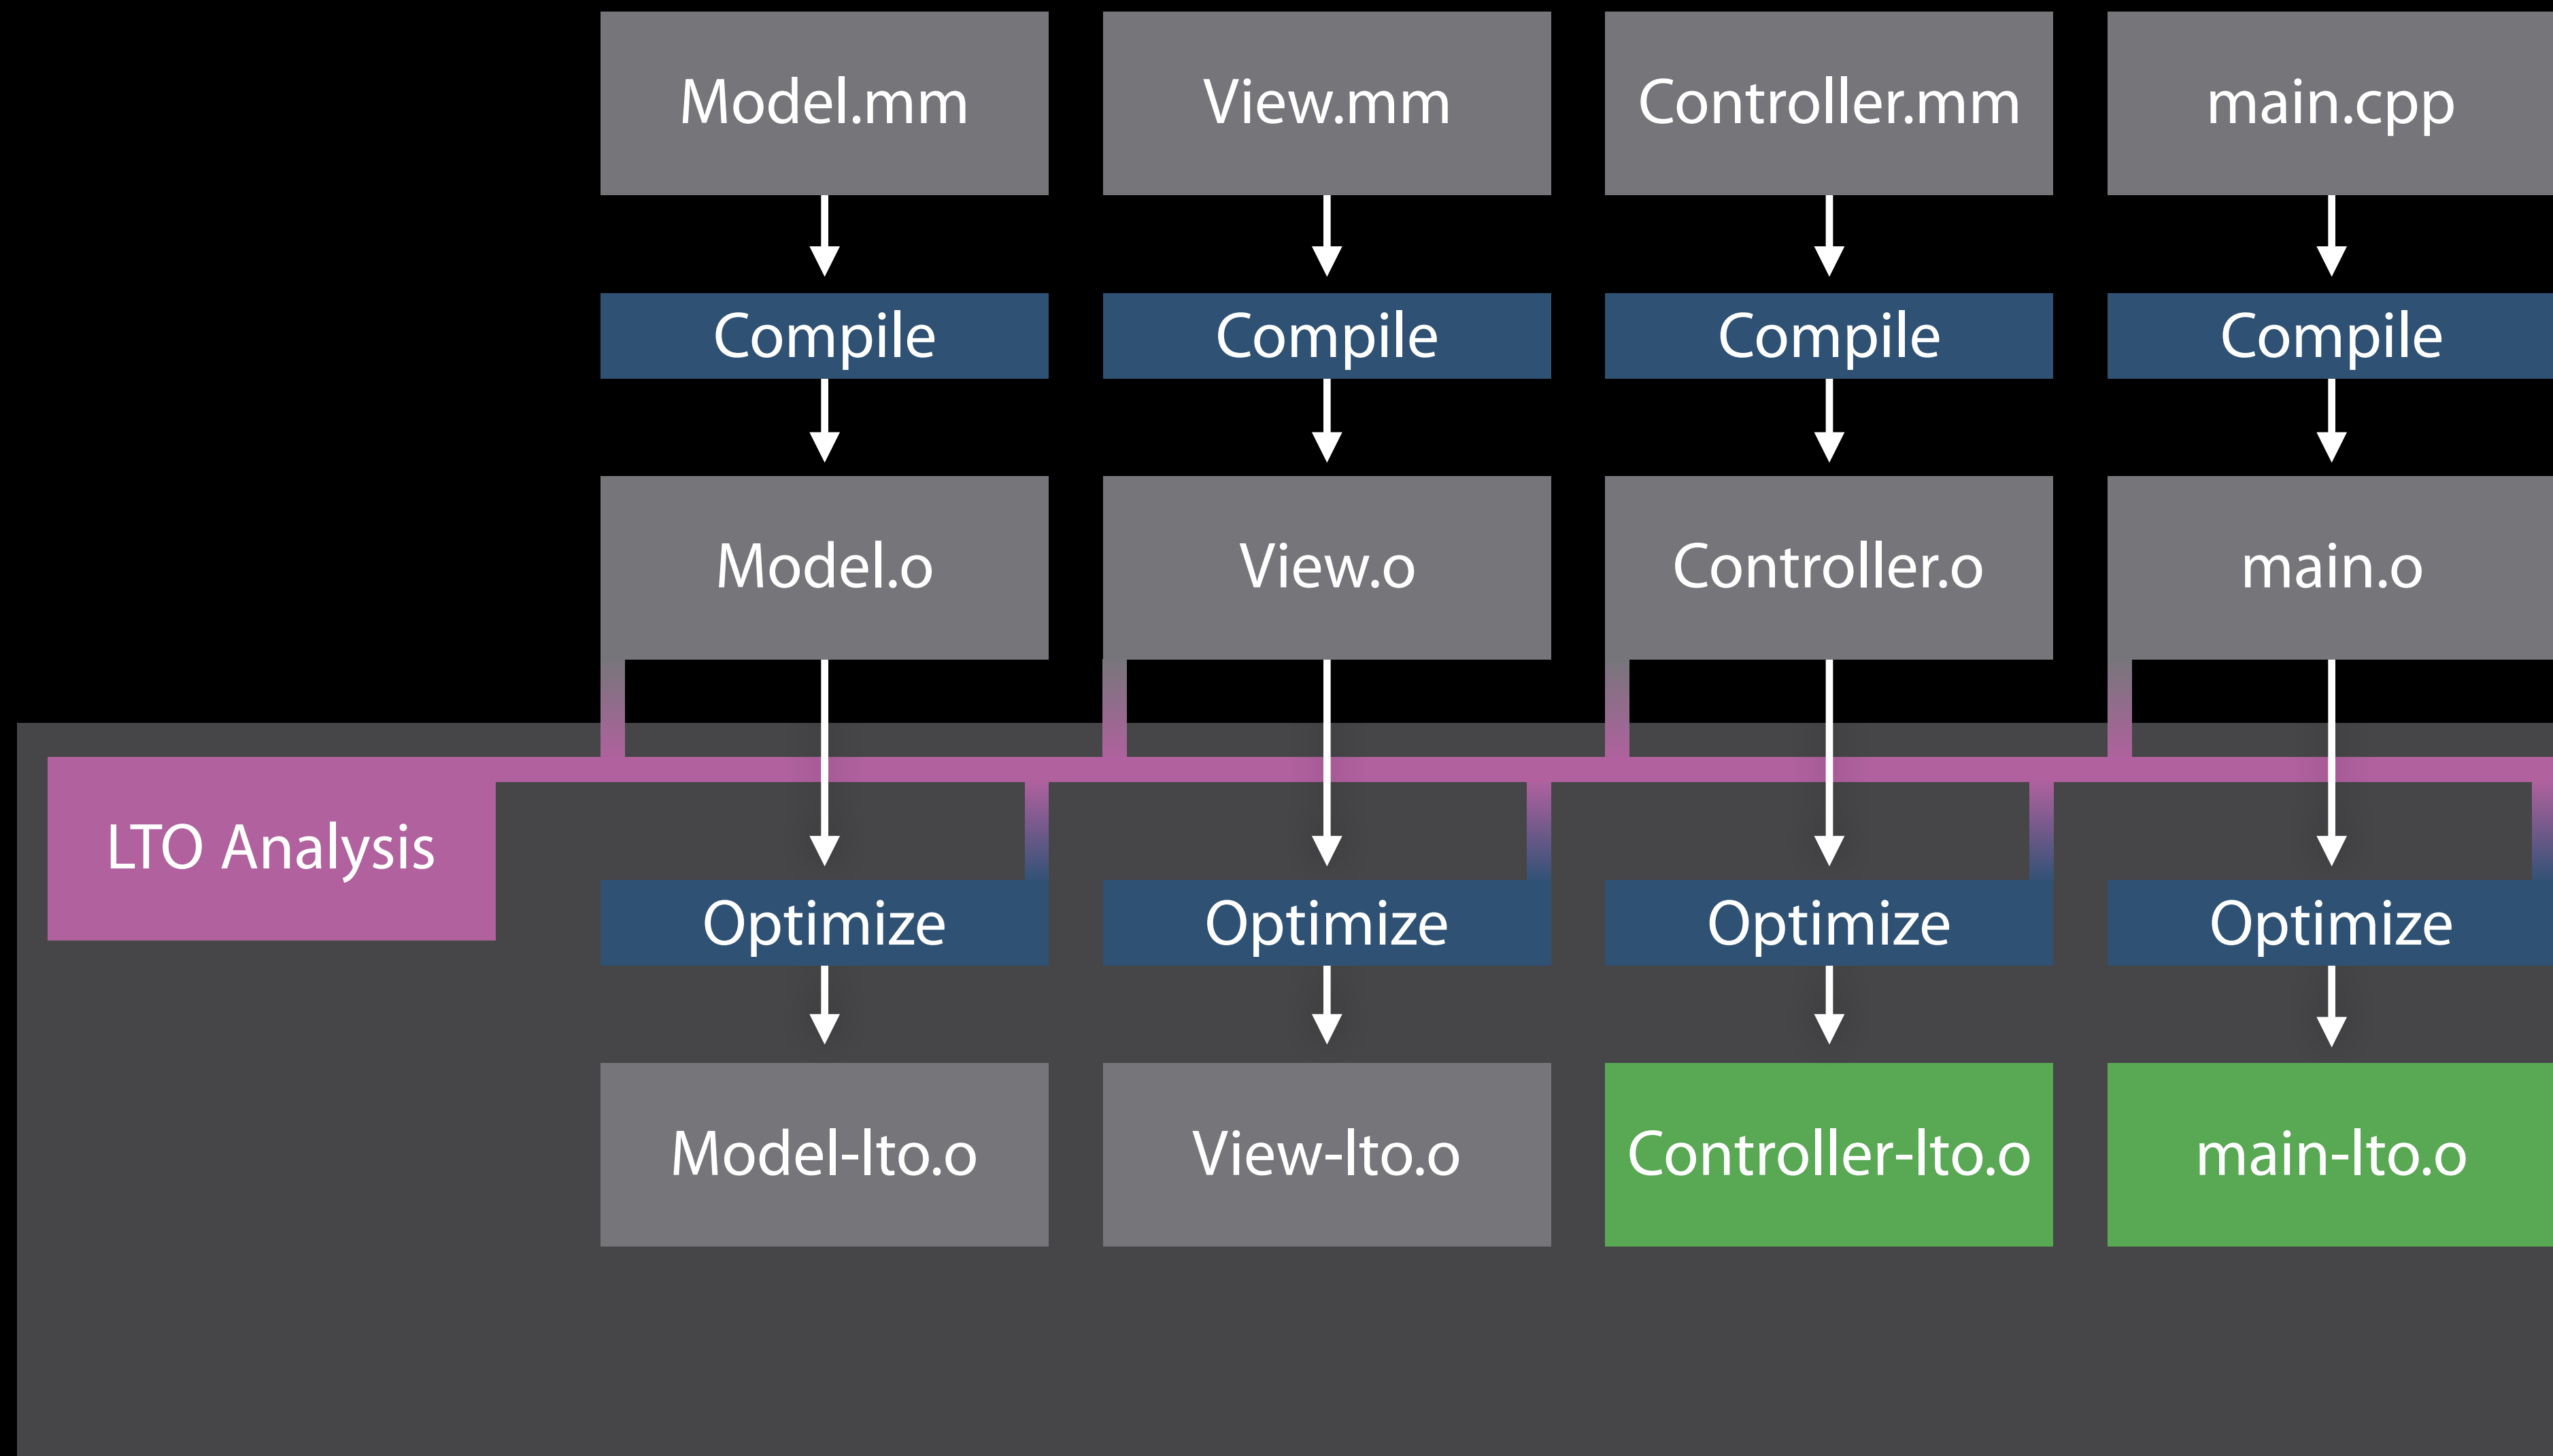 Model.mm
View.mm
Controller.mm
main.cpp
Compile
Compile
Compile
Compile
Model.o
View.o
Controller.o
main.o
LTO Analysis
Optimize
Optimize
Optimize
Optimize
Model-lto.o
View-lto.o
Controller-lto.o
main-lto.o